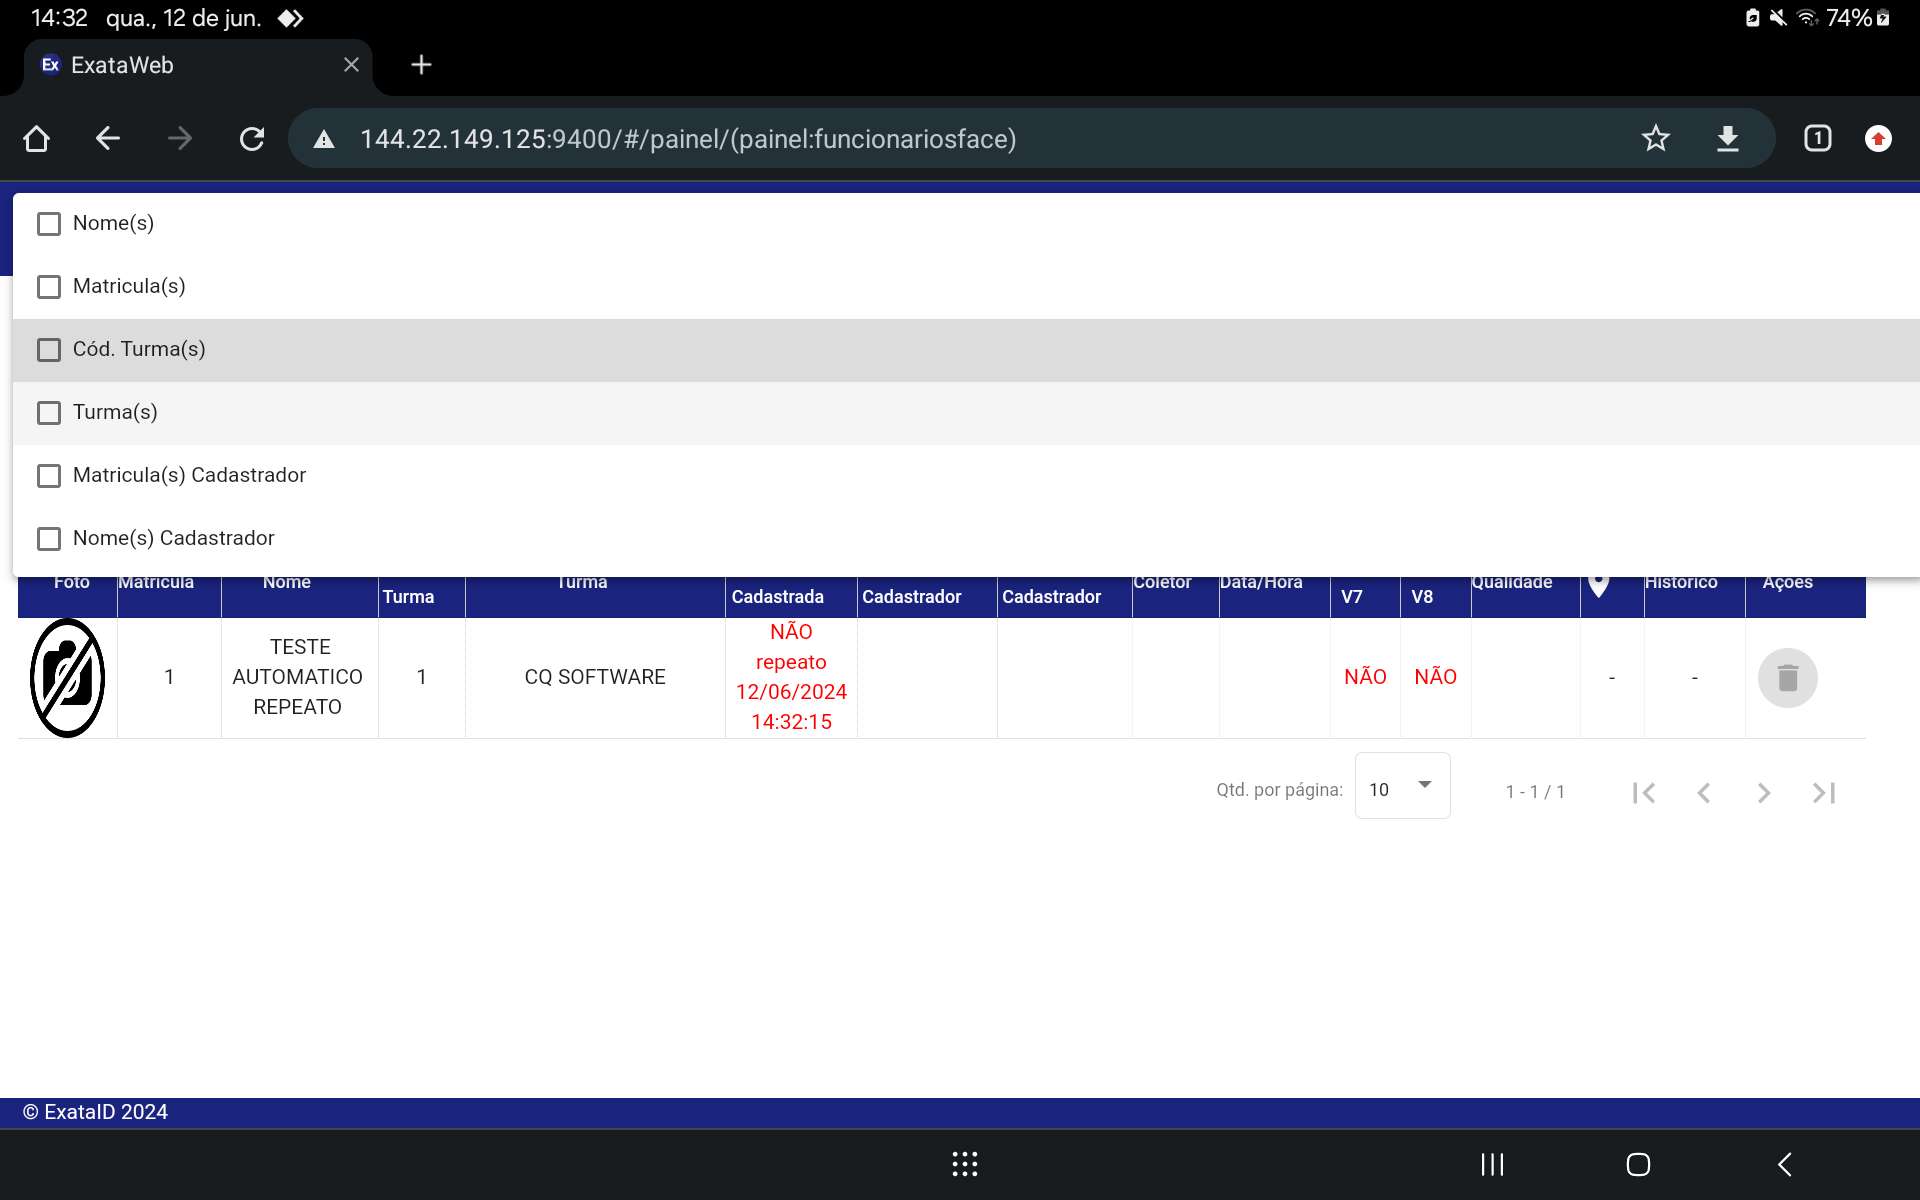 14:32 qua., 12 de jun. 74%
Ex ExataWeb
144.22.149.125:9400/#/painel/(painel:funcionariosface) 1
Nome(s)
Matricula(s)
Cód. Turma(s)
Turma(s)
Matricula(s) Cadastrador
Nome(s) Cadastrador
Foto Matricula Nome Turma Turma Cadastrada Cadastrador Cadastrador Coletor Data/Hora V7 V8 Qualidade Histórico Ações
TESTE
AUTOMATICO
REPEATO
1 1 CQ SOFTWARE
NÃO
repeato
12/06/2024
14:32:15
NÃO NÃO - -
Qtd. por página: 10 1 - 1 / 1
© ExataID 2024